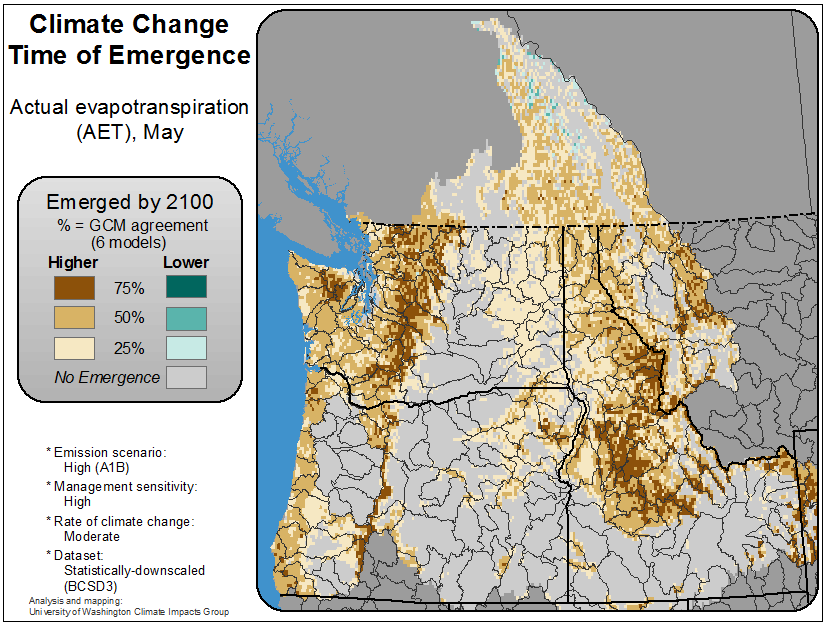 Climate Change
Time of Emergence
Actual evapotranspiration
(AET), May
Emerged by 2100
% = GCM agreement
(6 models)
Higher Lower
75%
50%
25%
No Emergence
* Emission scenario:
High (A1B)
* Management sensitivity:
High
* Rate of climate change:
Moderate
* Dataset:
Statistically-downscaled
(BCSD3)
Analysis and mapping:
University of Washington Climate Impacts Group